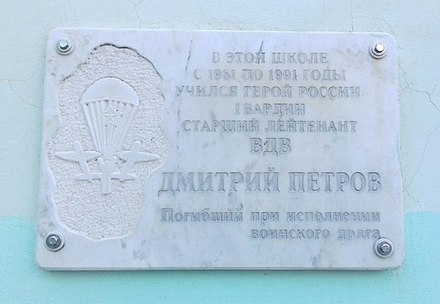 В ЭТОЙ ШКОЛЕ
С 1981 ПО 1991 ГОДЫ
УЧИЛСЯ ГЕРОЙ РОССИИ
ГВАРДИИ
СТАРШИЙ ЛЕЙТЕНАНТ
ВДВ
ДМИТРИЙ ПЕТРОВ
Погибший при исполнении
воинского долга